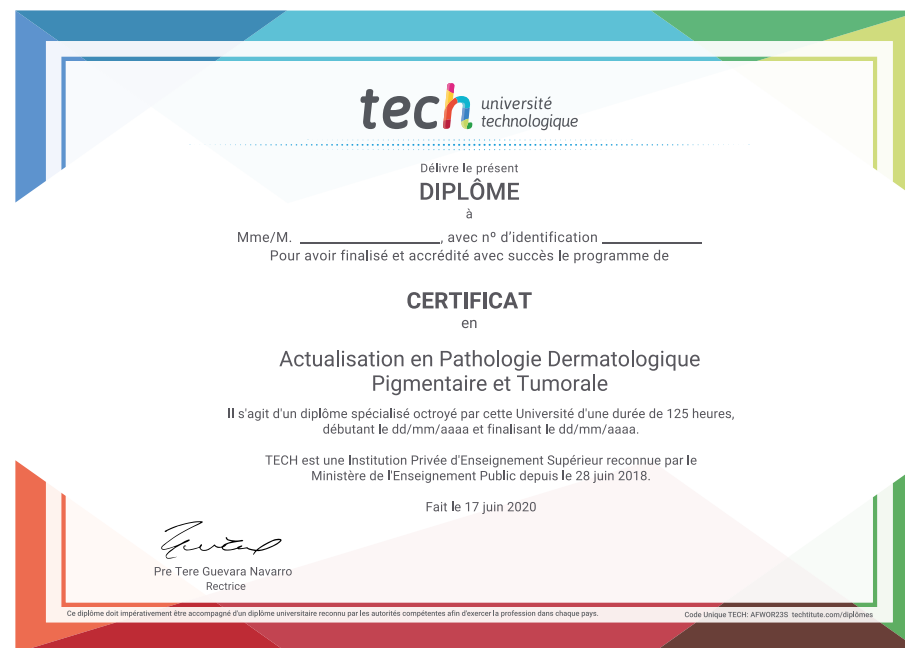 tech université
technologique
Délivre le présent
DIPLÔME
à
Mme/M. ____________________, avec nº d'identification ______________
Pour avoir finalisé et accrédité avec succès le programme de
CERTIFICAT
en
Actualisation en Pathologie Dermatologique
Pigmentaire et Tumorale
Il s'agit d'un diplôme spécialisé octroyé par cette Université d'une durée de 125 heures,
débutant le dd/mm/aaaa et finalisant le dd/mm/aaaa.
TECH est une Institution Privée d'Enseignement Supérieur reconnue par le
Ministère de l'Enseignement Public depuis le 28 juin 2018.
Fait le 17 juin 2020
Pre Tere Guevara Navarro
Rectrice
Ce diplôme doit impérativement être accompagné d'un diplôme universitaire reconnu par les autorités compétentes afin d'exercer la profession dans chaque pays.
Code Unique TECH: AFWOR23S techtitute.com/diplômes